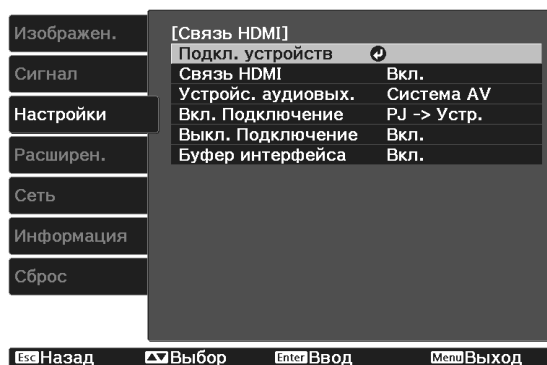 Изображен.
Сигнал
Настройки
Расширен.
Сеть
Информация
Сброс
[Связь HDMI]
Подкл. устройств
Связь HDMI Вкл.
Устройс. аудиовых. Система AV
Вкл. Подключение PJ -> Устр.
Выкл. Подключение Вкл.
Буфер интерфейса Вкл.
Esc Назад Выбор Enter Ввод Menu Выход